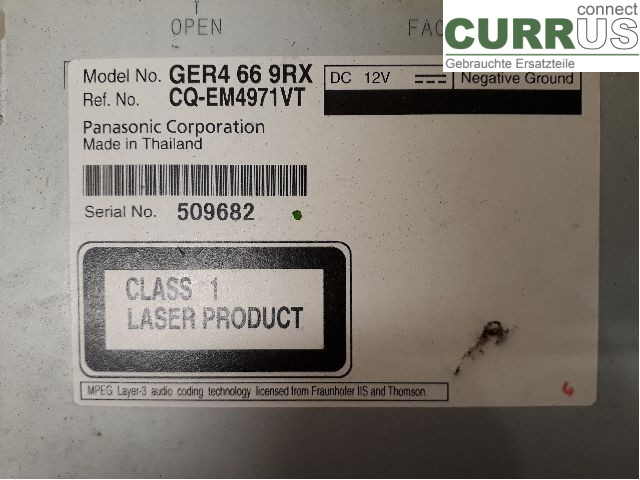 OPEN
connect
CURRUS
Gebrauchte Ersatzteile
Model No. GER4 66 9RX
DC 12V Negative Ground
Ref. No. CQ-EM4971VT
Panasonic Corporation
Made in Thailand
Serial No. 509682
CLASS 1
LASER PRODUCT
MPEG Layer-3 audio coding technology licensed from Fraunhofer IIS and Thomson.